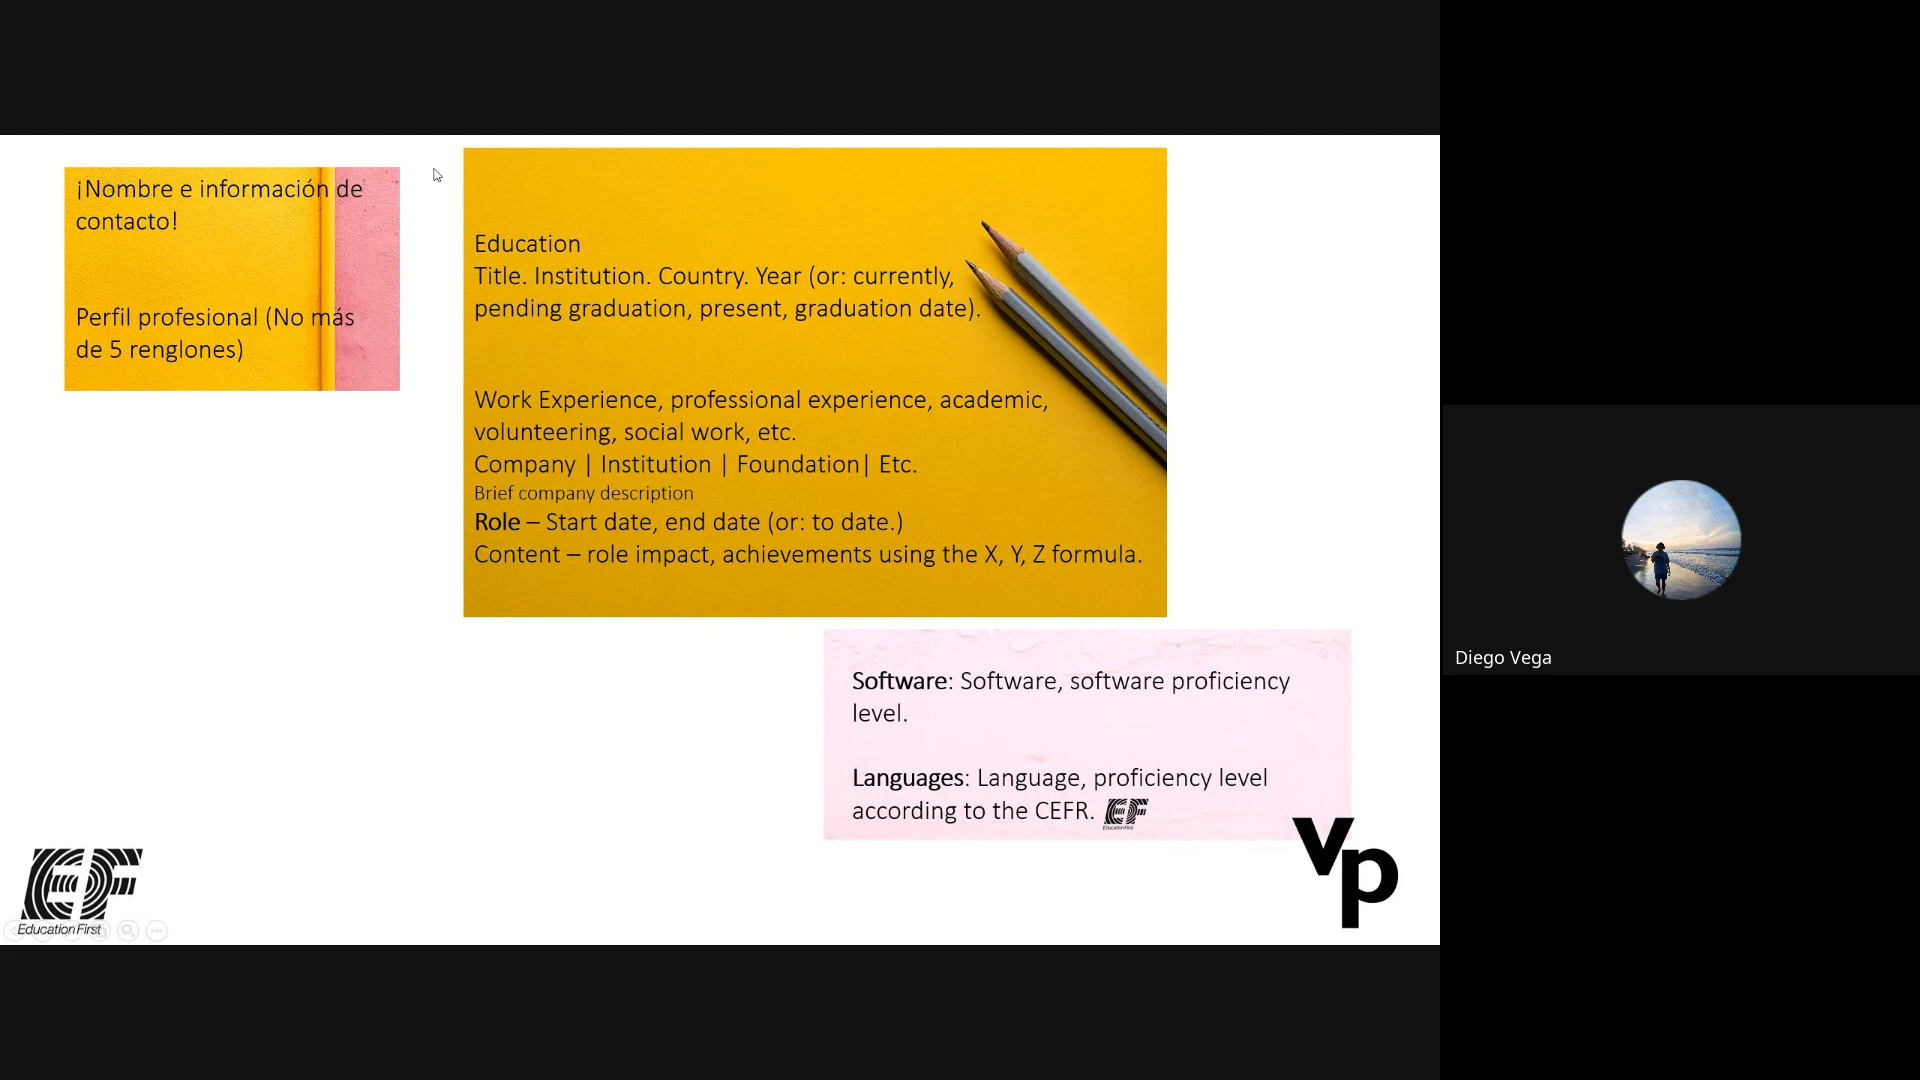 ¡Nombre e información de
contacto!
Perfil profesional (No más
de 5 renglones)
Education
Title. Institution. Country. Year (or: currently,
pending graduation, present, graduation date).
Work Experience, professional experience, academic,
volunteering, social work, etc.
Company | Institution | Foundation| Etc.
Brief company description
Role – Start date, end date (or: to date.)
Content – role impact, achievements using the X, Y, Z formula.
Software: Software, software proficiency
level.
Languages: Language, proficiency level
according to the CEFR.
EF
Education First
EF
Education First
vp
Diego Vega